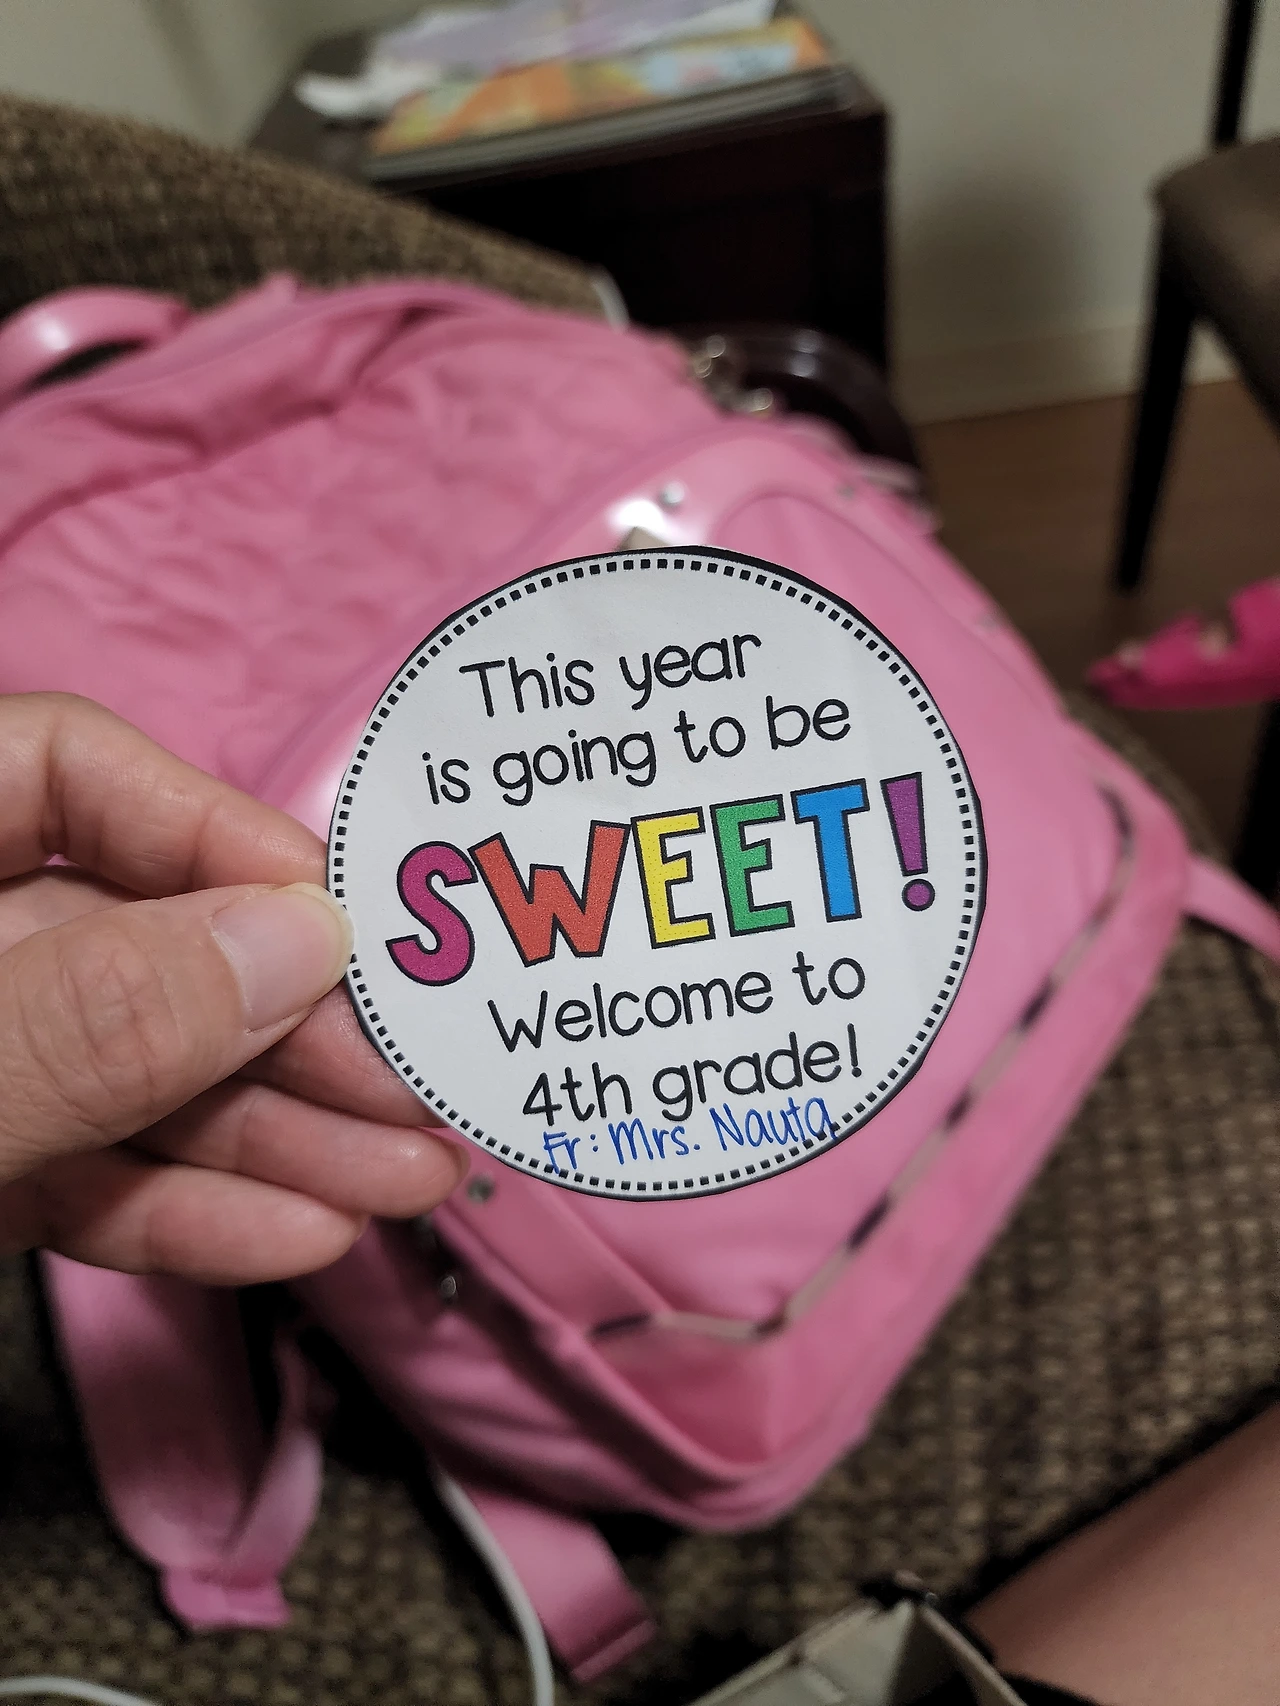 This year
is going to be
SWEET!
Welcome to
4th grade!
Fr: Mrs. Nauta